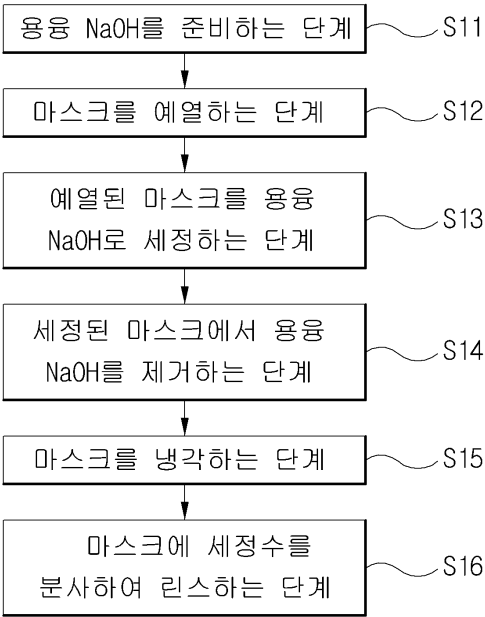 용융 NaOH를 준비하는 단계
S11
마스크를 예열하는 단계
S12
예열된 마스크를 용융
NaOH로 세정하는 단계
S13
세정된 마스크에서 용융
NaOH를 제거하는 단계
S14
마스크를 냉각하는 단계
S15
마스크에 세정수를
분사하여 린스하는 단계
S16